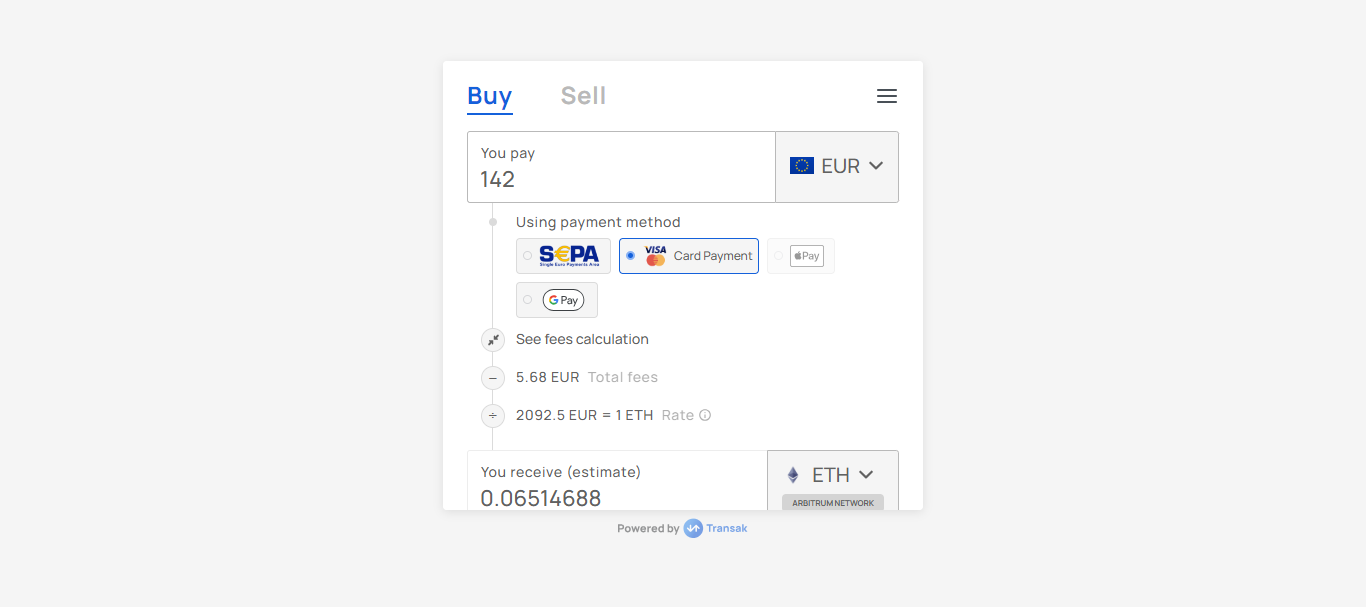 Buy Sell
You pay
142
EUR
Using payment method
SEPA
Single Euro Payments Area
VISA
Card Payment
Pay
G Pay
See fees calculation
5.68 EUR Total fees
2092.5 EUR = 1 ETH Rate
You receive (estimate)
0.06514688
ETH
ARBITRUM NETWORK
Powered by Transak